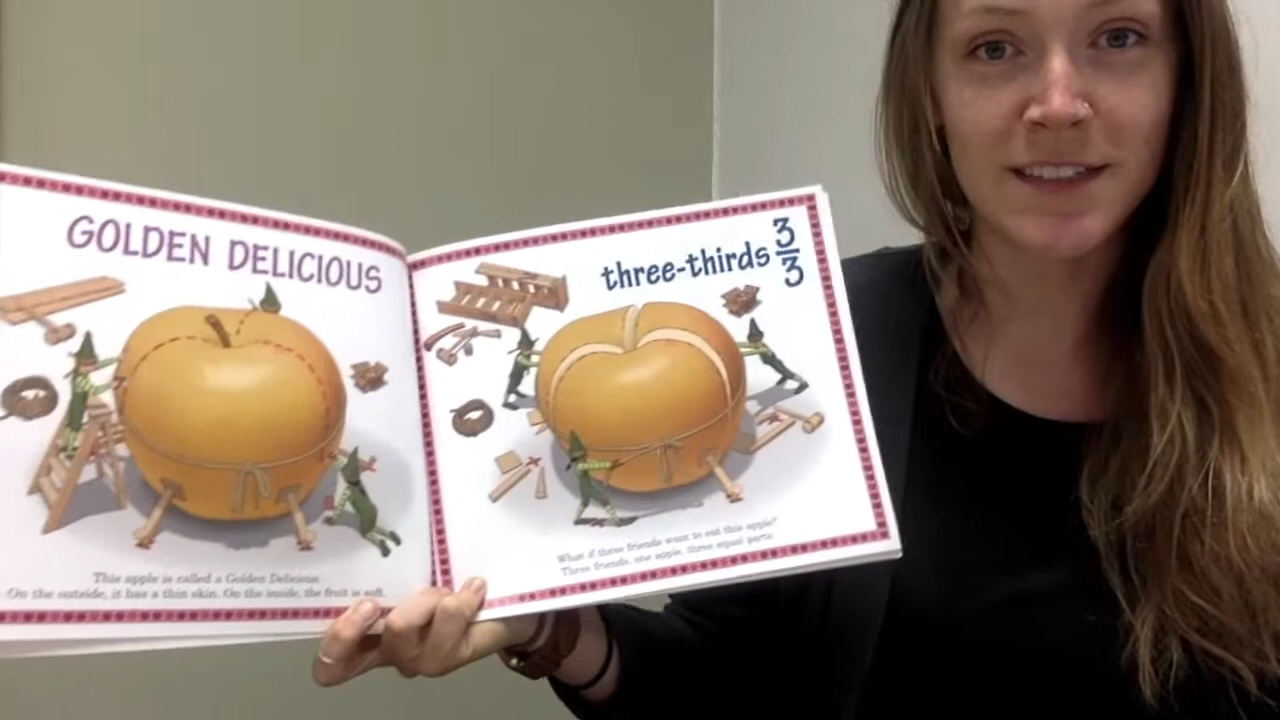 GOLDEN DELICIOUS
This apple is called a Golden Delicious.
On the outside, it has a thin skin. On the inside, the fruit is soft.
three-thirds 3/3
What if three friends want to eat this apple?
Three friends, one apple, three equal parts.